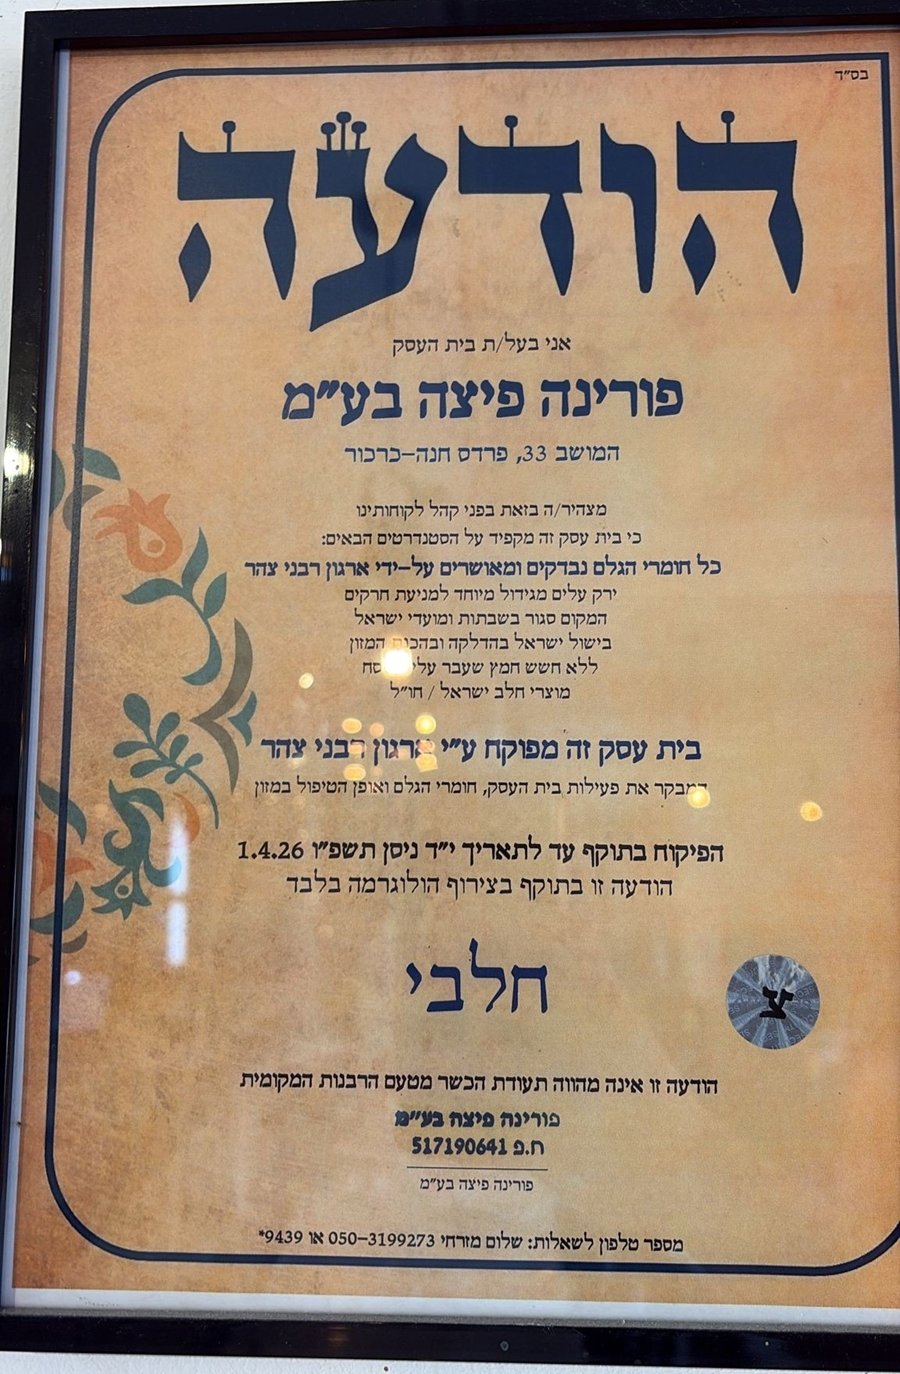 בס״ד
הודעה
אני בעל/ת בית העסק
פורינה פיצה בע״מ
המושב 33, פרדס חנה-כרכור
מצהיר/ה בזאת בפני קהל לקוחותינו
כי בית עסק זה מקפיד על הסטנדרטים הבאים:
כל חומרי הגלם נבדקים ומאושרים על-ידי ארגון רבני צהר
ירק עלים מגידול מיוחד למניעת חרקים
המקום סגור בשבתות ומועדי ישראל
בישול ישראל בהדלקה ובהכנת המזון
ללא חשש חמץ שעבר עליו
מוצרי חלב ישראל / חו״ל
בית עסק זה מפוקח ע״י ארגון רבני צהר
המבקר את פעילות בית העסק, חומרי הגלם ואופן הטיפול במזון
הפיקוח בתוקף עד לתאריך י״ד ניסן תשפ״ו 1.4.26
הודעה זו בתוקף בצירוף הולוגרמה בלבד
חלבי
צ
הודעה זו אינה מהווה תעודת הכשר מטעם הרבנות המקומית
פורינה פיצה בע״מ
ח.פ 517190641
פורינה פיצה בע״מ
מספר טלפון לשאלות: שלום מזרחי 050-3199273 או 9439*